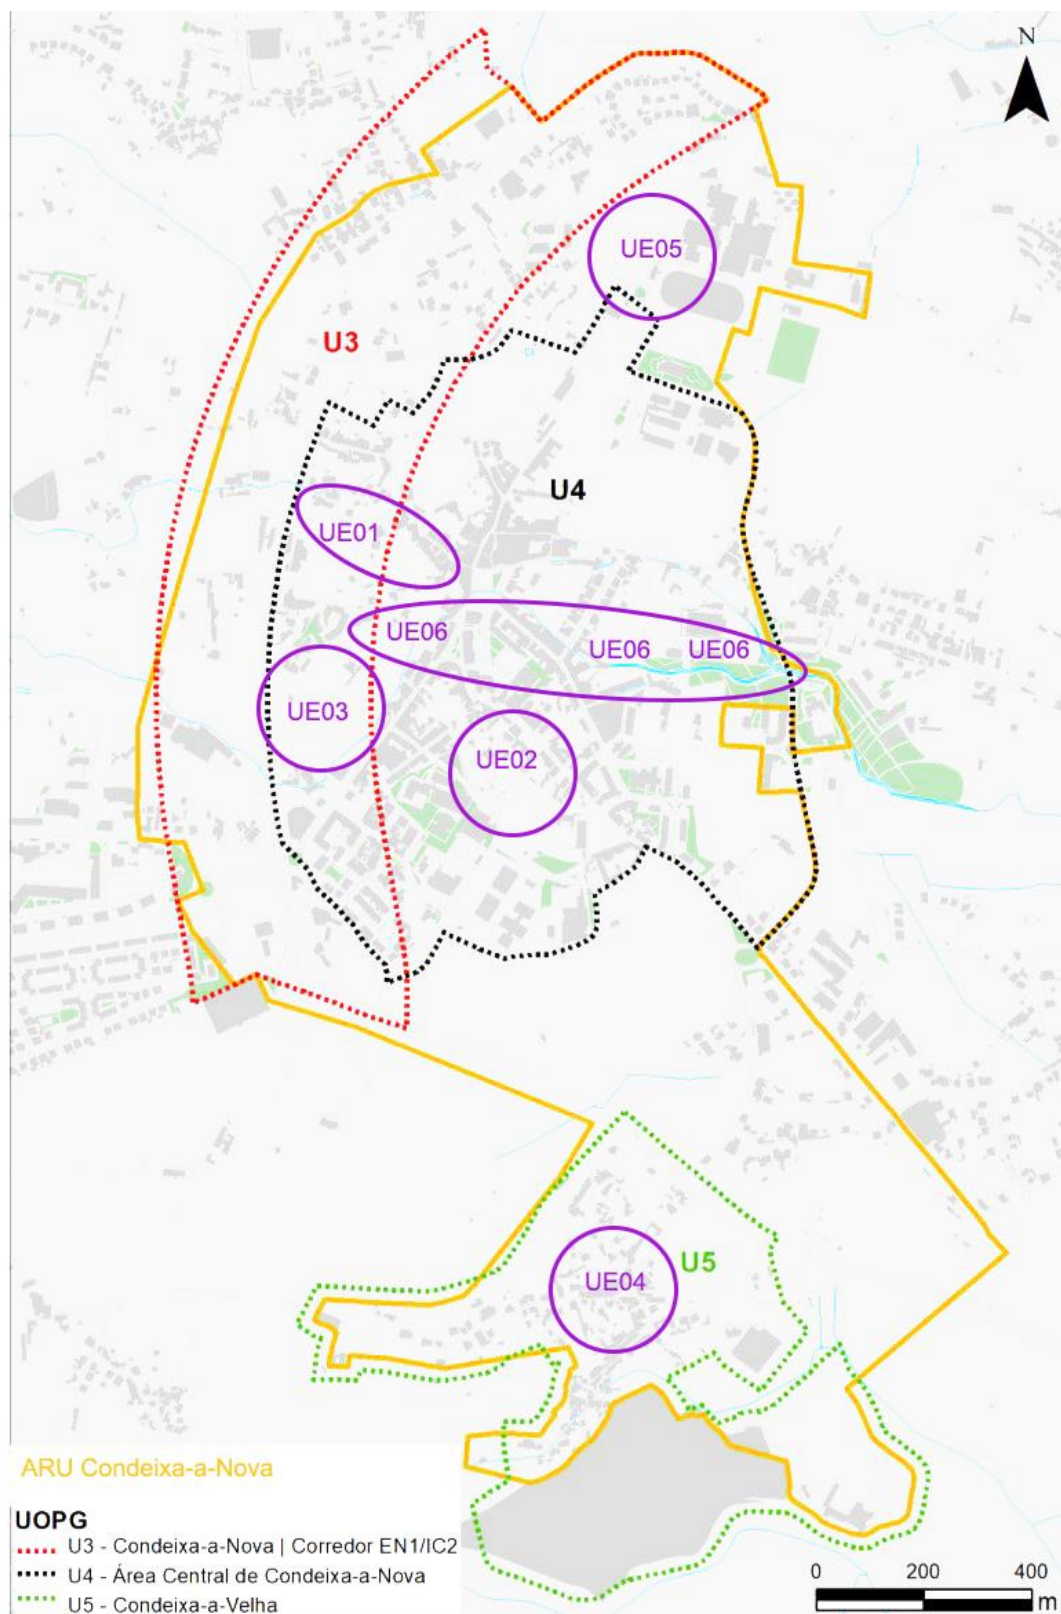 N
UE05
U3
U4
UE01
UE06
UE06
UE06
UE03
UE02
U5
UE04
ARU Condeixa-a-Nova
UOPG
U3 - Condeixa-a-Nova | Corredor EN1/IC2
U4 - Área Central de Condeixa-a-Nova
U5 - Condeixa-a-Velha
0 200 400
m